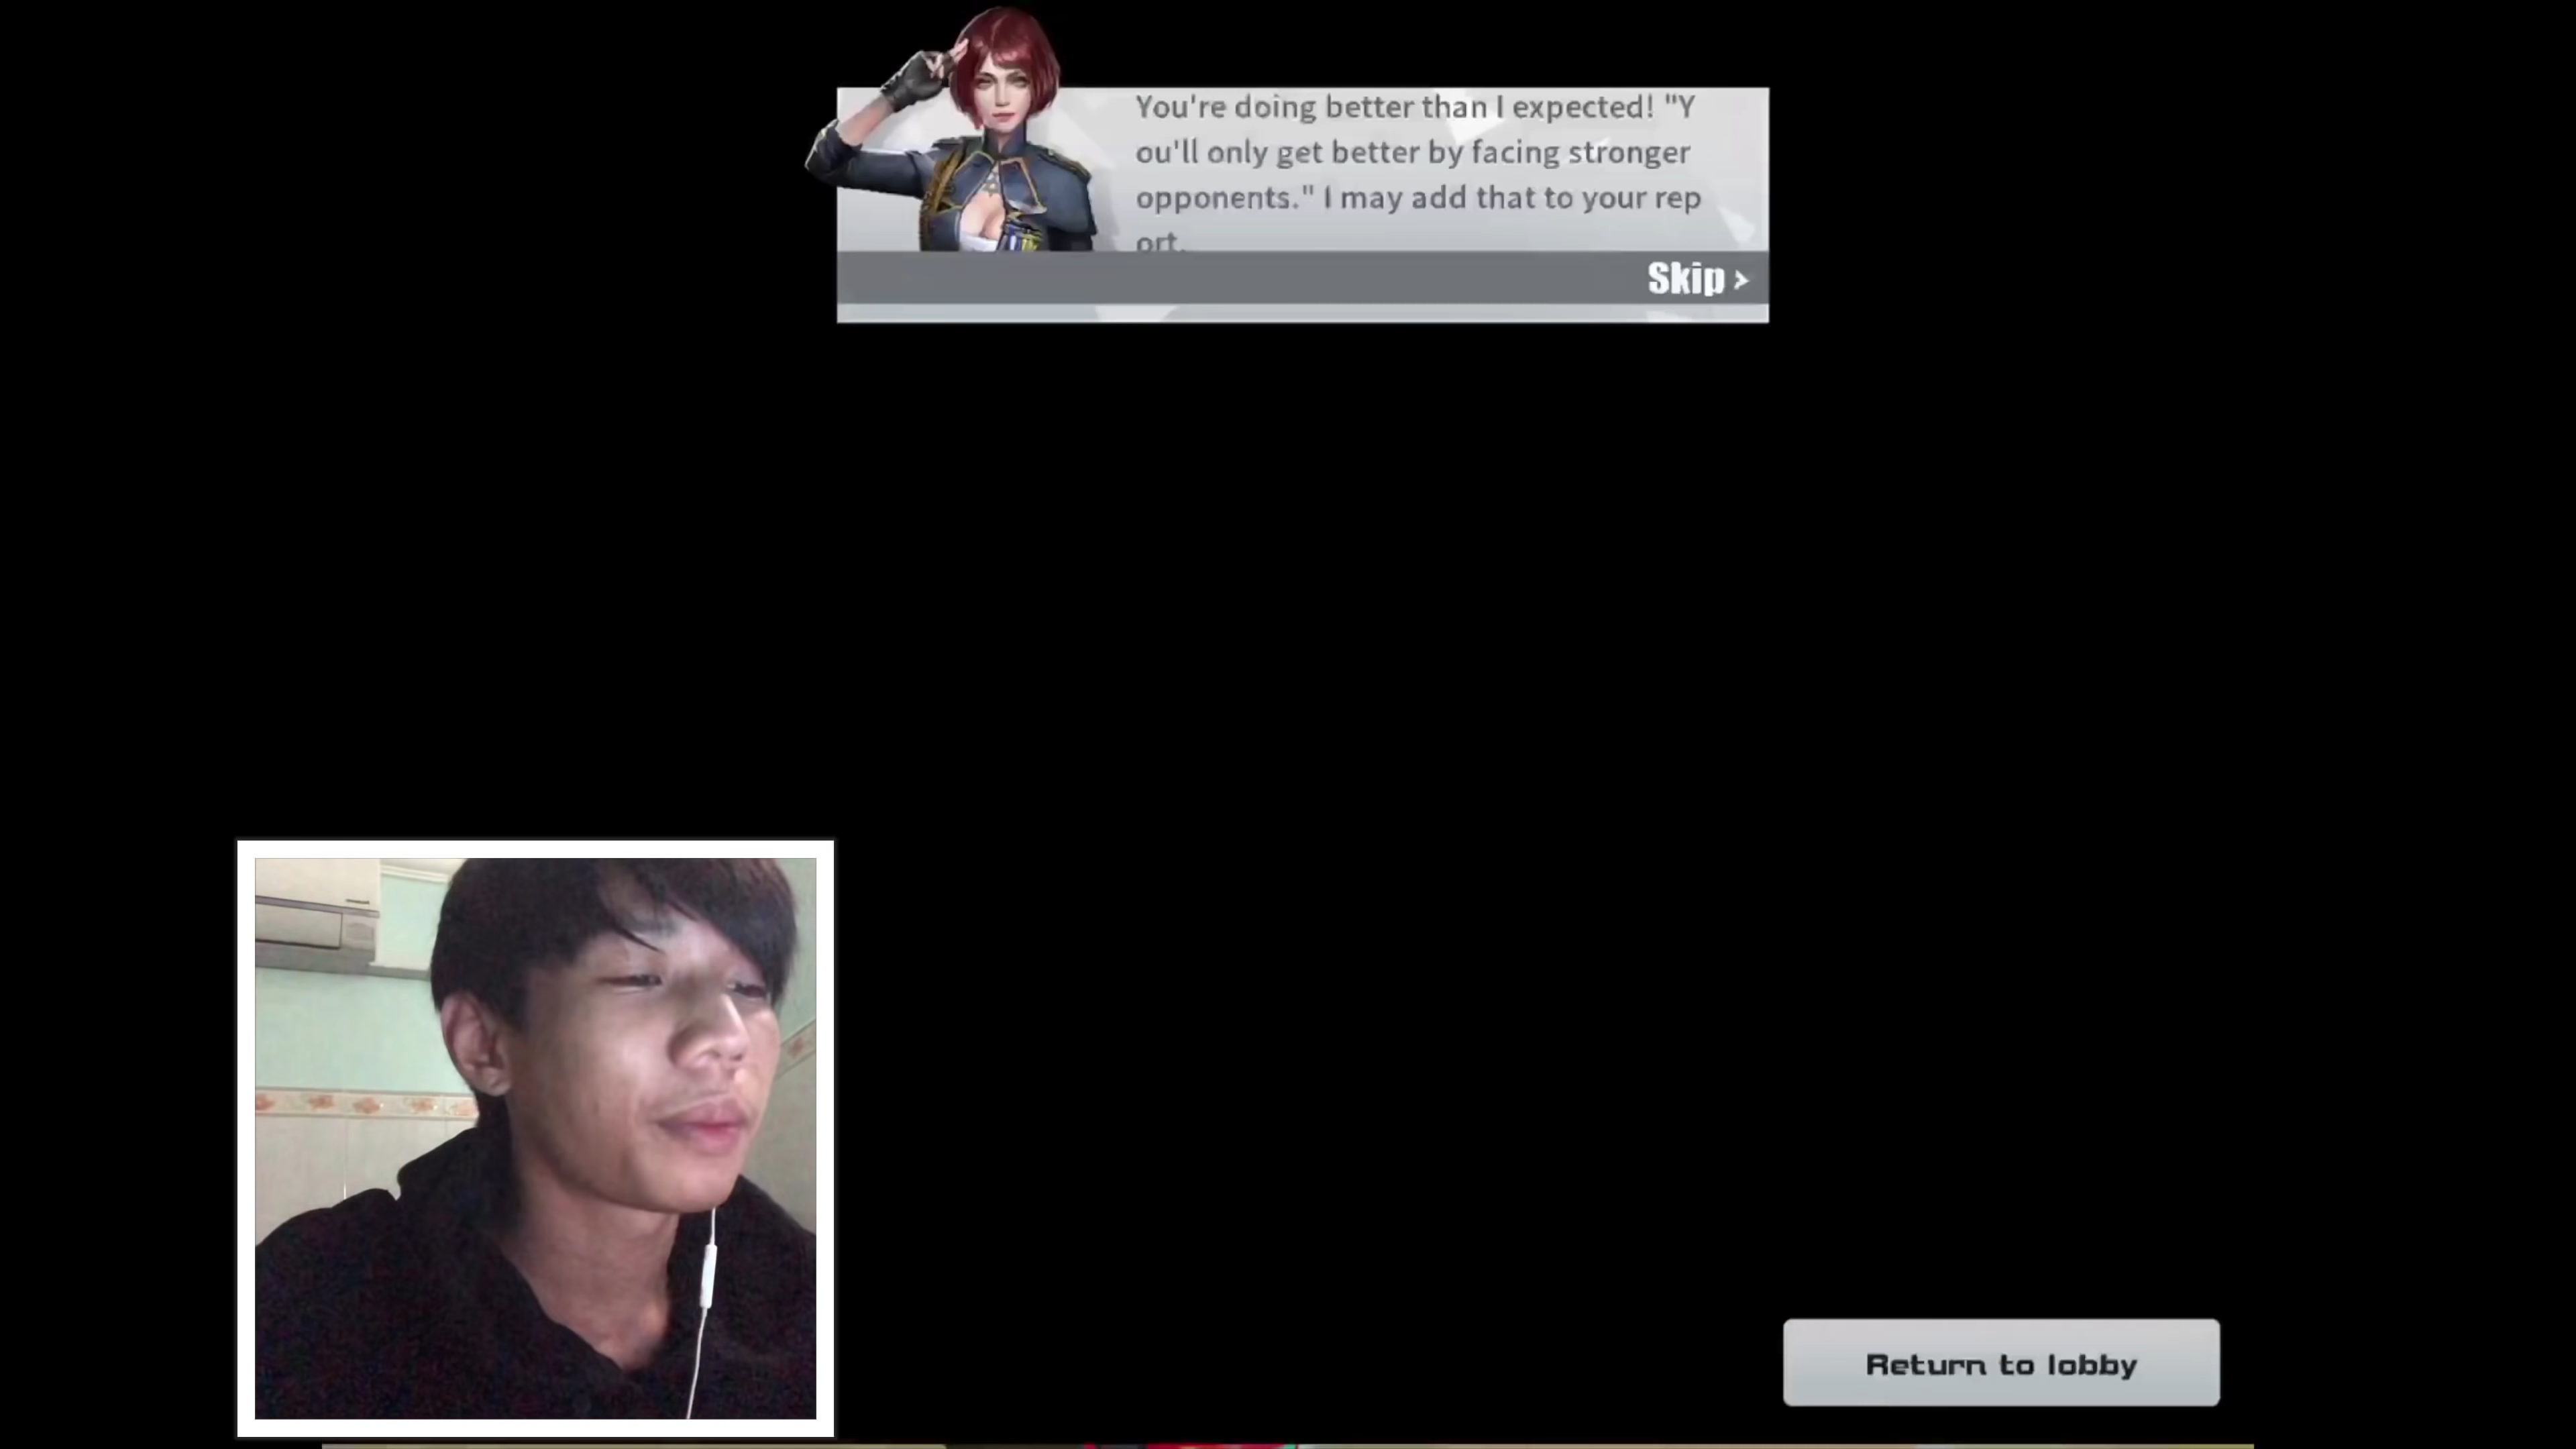 You're doing better than I expected! "Y
ou'll only get better by facing stronger
opponents." I may add that to your rep
ort.
Skip >
Return to lobby